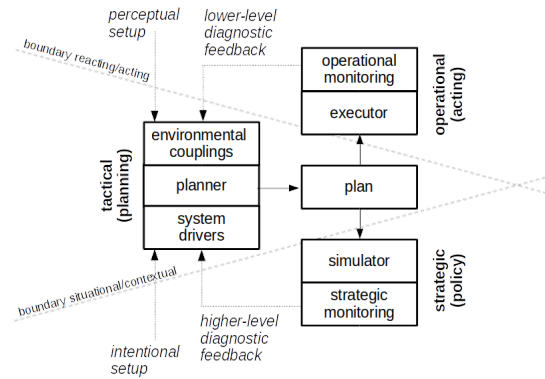 perceptual
setup
lower-level
diagnostic
feedback
boundary reacting/acting
operational
monitoring
executor
operational
(acting)
environmental
couplings
planner
system
drivers
tactical
(planning)
plan
simulator
strategic
monitoring
strategic
(policy)
boundary situational/contextual
higher-level
diagnostic
feedback
intentional
setup